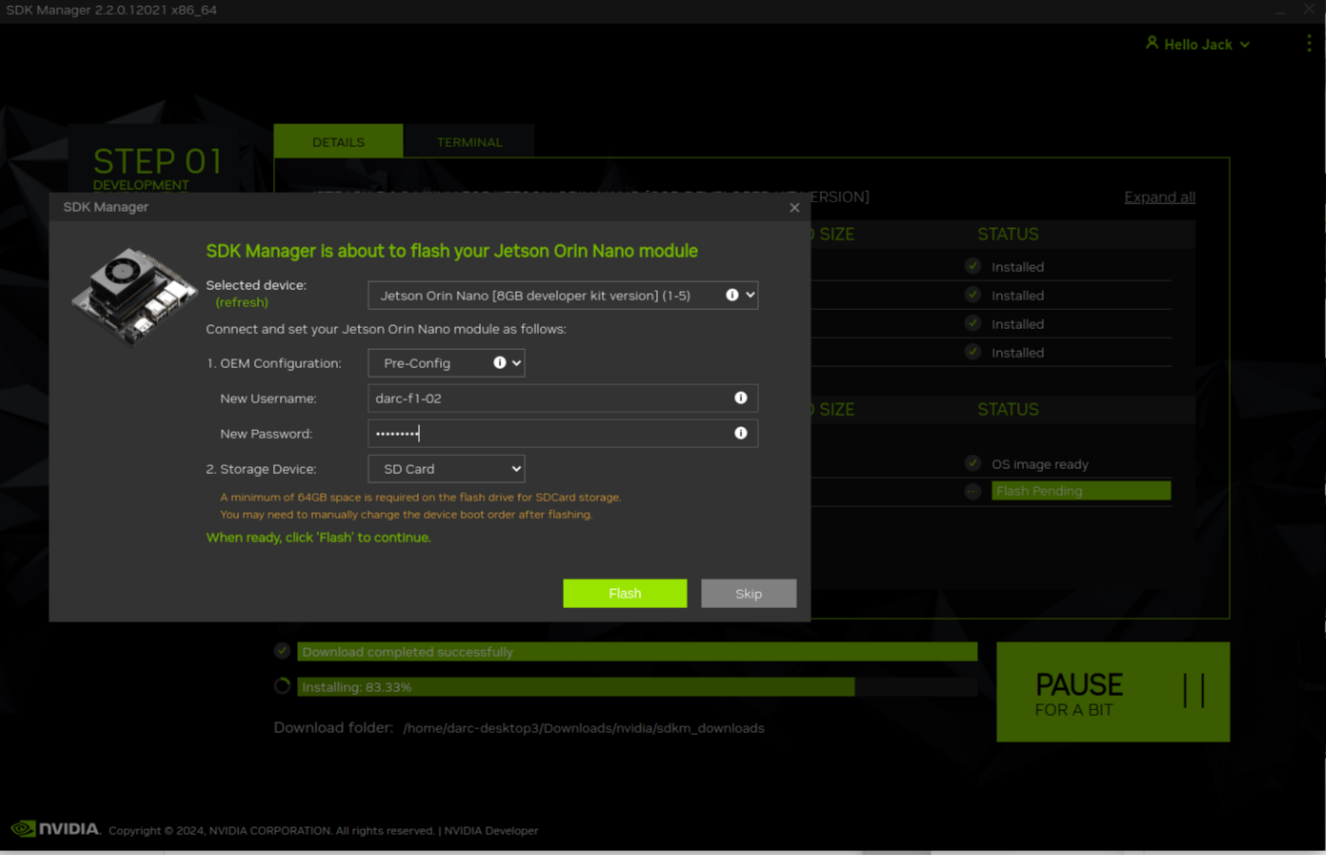 SDK Manager 2.2.0.12021 x86_64
Hello Jack
STEP 01
DEVELOPMENT
DETAILS
TERMINAL
VERSION]
Expand all
SIZE
STATUS
Installed
Installed
Installed
Installed
SIZE
STATUS
OS image ready
Flash Pending
SDK Manager
SDK Manager is about to flash your Jetson Orin Nano module
Selected device:
(refresh)
Jetson Orin Nano [8GB developer kit version] (1-5)
Connect and set your Jetson Orin Nano module as follows:
1. OEM Configuration:
Pre-Config
New Username:
darc-f1-02
New Password:
•••••••••
2. Storage Device:
SD Card
A minimum of 64GB space is required on the flash drive for SDCard storage.
You may need to manually change the device boot order after flashing.
When ready, click 'Flash' to continue.
Flash
Skip
Download completed successfully
Installing: 83.33%
Download folder: /home/darc-desktop3/Downloads/nvidia/sdkm_downloads
PAUSE
FOR A BIT
NVIDIA. Copyright © 2024, NVIDIA CORPORATION. All rights reserved. | NVIDIA Developer